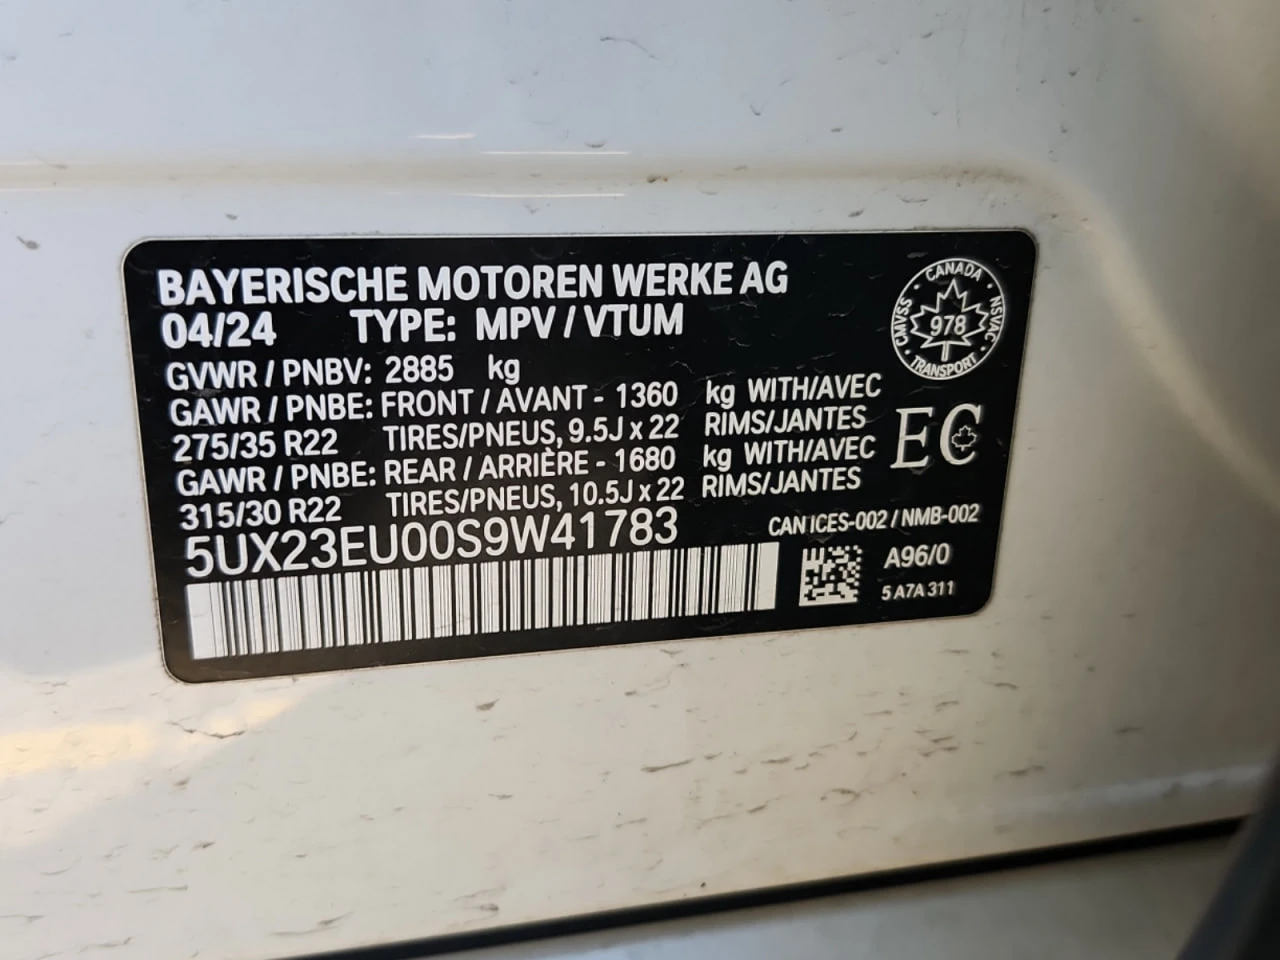 BAYERISCHE MOTOREN WERKE AG
04/24 TYPE: MPV / VTUM
GVWR / PNBV: 2885 kg
GAWR / PNBE: FRONT / AVANT - 1360 kg WITH/AVEC
275/35 R22 TIRES/PNEUS, 9.5J x 22 RIMS/JANTES
GAWR / PNBE: REAR / ARRIÈRE - 1680 kg WITH/AVEC
315/30 R22 TIRES/PNEUS, 10.5J x 22 RIMS/JANTES
5UX23EU00S9W41783
CANADA
CMVSS
978
NSVAC
TRANSPORT
EC
CAN ICES-002 / NMB-002
A96/0
5 A7A 311